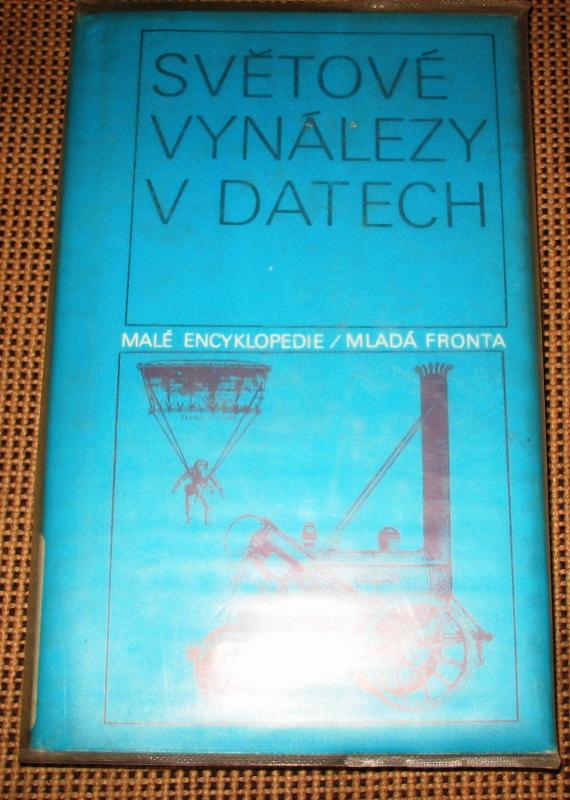 SVĚTOVÉ
VYNÁLEZY
V DATECH
MALÉ ENCYKLOPEDIE / MLADÁ FRONTA